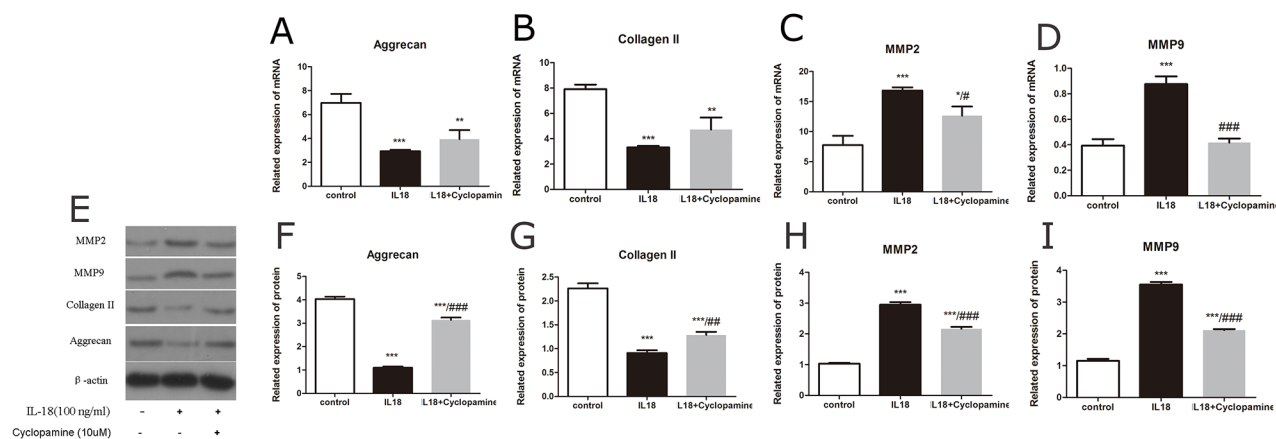 A
Aggrecan
Related expression of mRNA
10
8
6
4
2
0
***
**
control
IL18
L18+Cyclopamine
B
Collagen II
Related expression of mRNA
10
8
6
4
2
0
***
**
control
IL18
L18+Cyclopamine
C
MMP2
Related expression of mRNA
20
15
10
5
0
***
*/#
control
IL18
L18+Cyclopamine
D
MMP9
Related expression of mRNA
1.0
0.8
0.6
0.4
0.2
0.0
***
###
control
IL18
L18+Cyclopamine
E
MMP2
MMP9
Collagen II
Aggrecan
β -actin
IL-18(100 ng/ml) - + +
Cyclopamine (10uM) - - +
F
Aggrecan
Related expression of protein
5
4
3
2
1
0
***
***/###
control
IL18
L18+Cyclopamine
G
Collagen II
Related expression of protein
2.5
2.0
1.5
1.0
0.5
0.0
***
***/##
control
IL18
L18+Cyclopamine
H
MMP2
Related expression of protein
4
3
2
1
0
***
***/###
control
IL18
L18+Cyclopamine
I
MMP9
Related expression of protein
4
3
2
1
0
***
***/###
control
IL18
L18+Cyclopamine